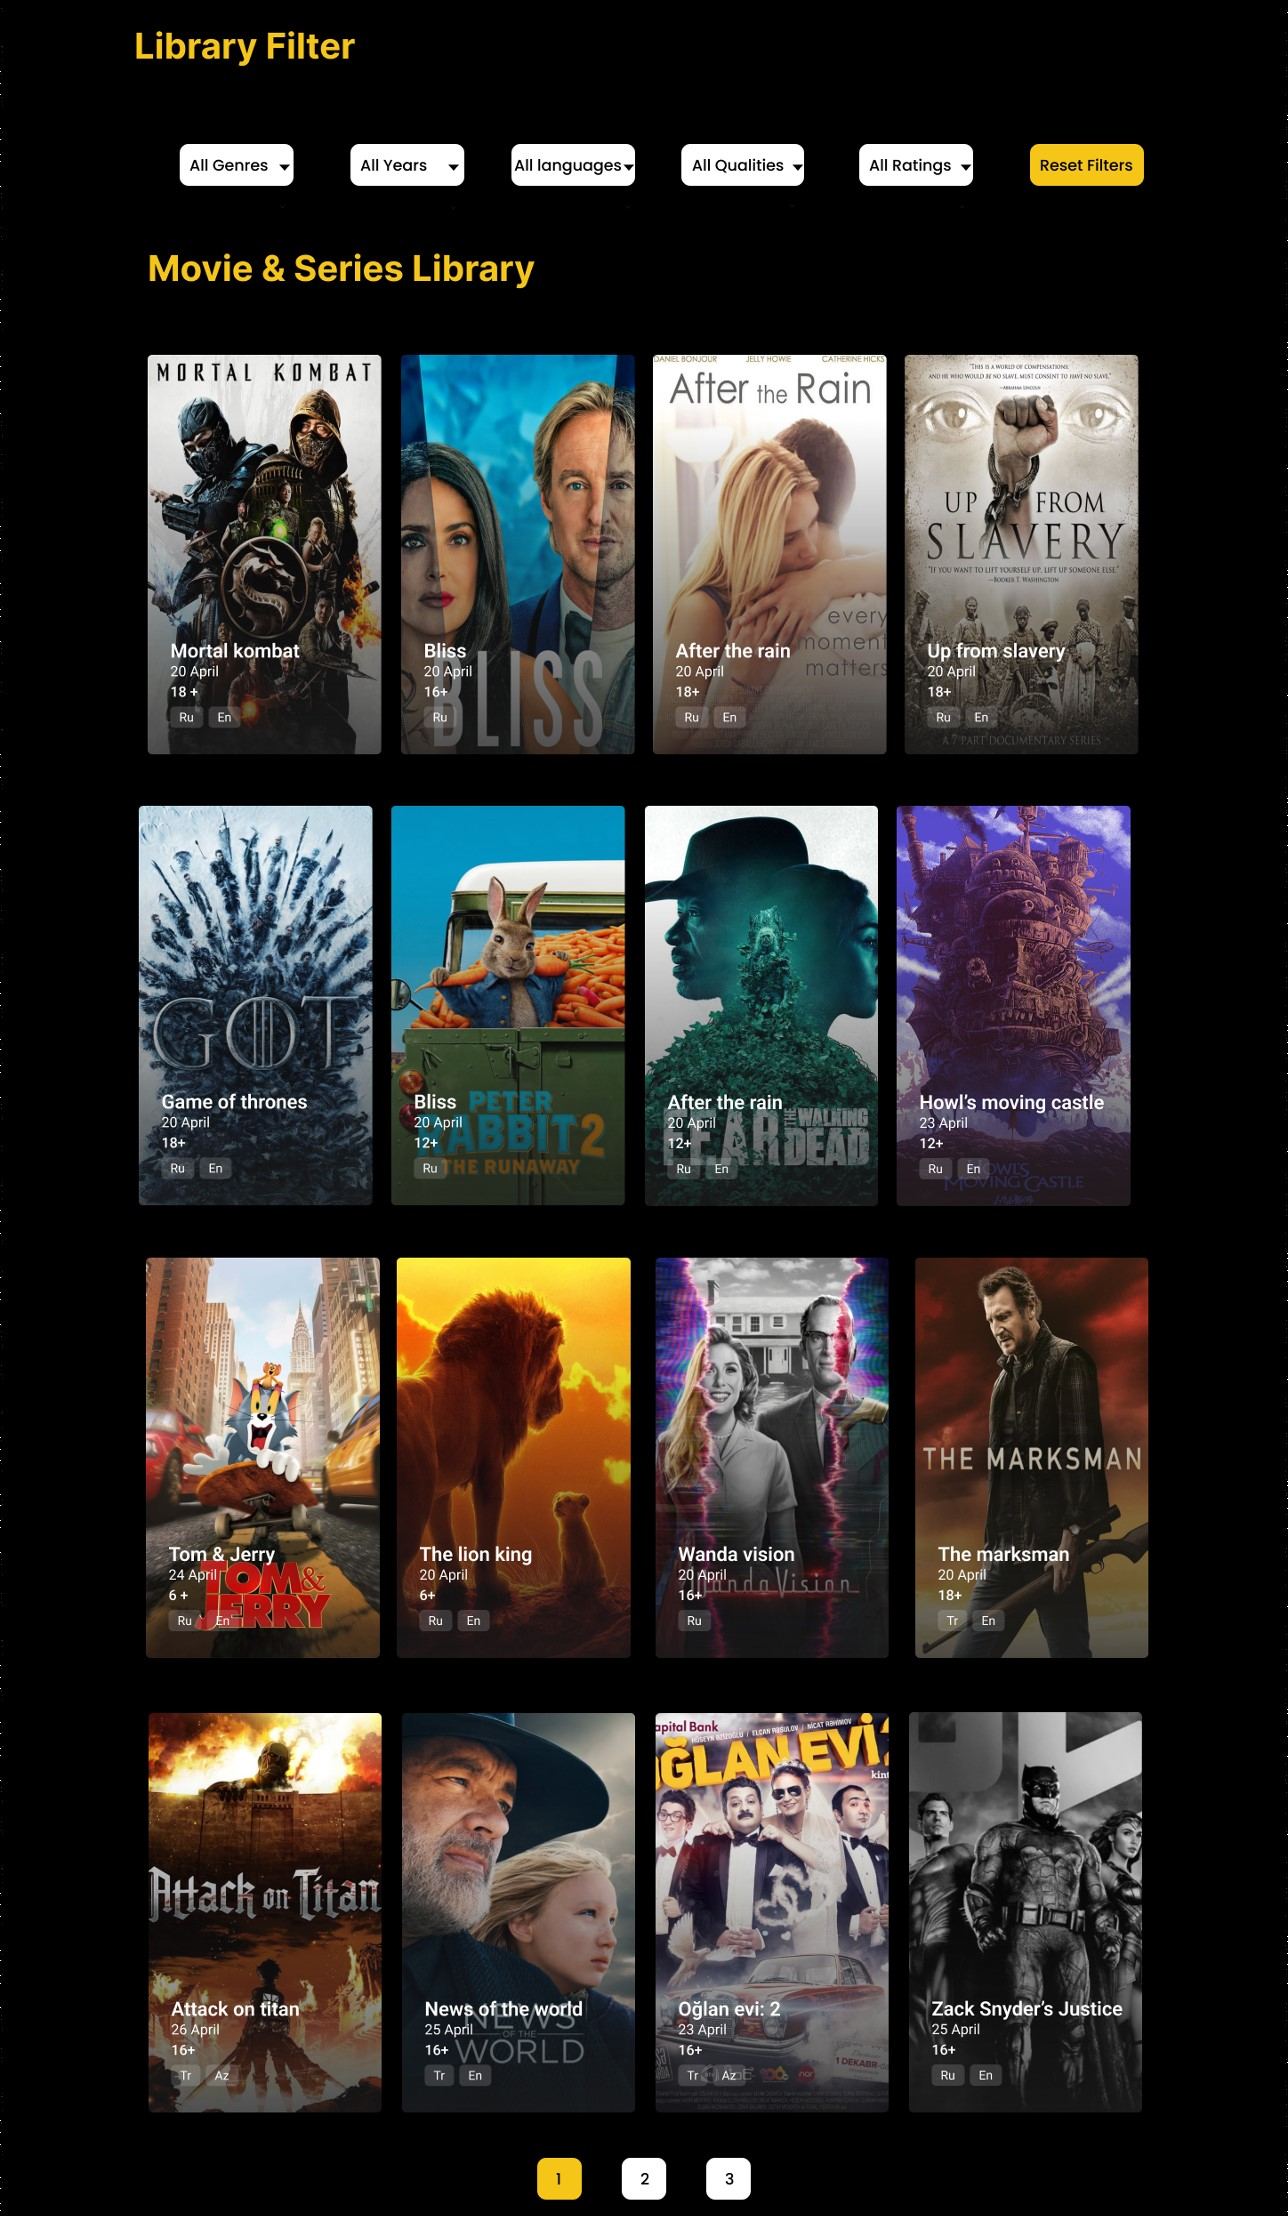 Library Filter
All Genres
All Years
All languages
All Qualities
All Ratings
Reset Filters
Movie & Series Library
MORTAL KOMBAT
Mortal kombat
20 April
18 +
Ru En
Bliss
20 April
16+
Ru
BLISS
DANIEL BONJOUR JELLY HOWIE CATHERINE HICKS
After the Rain
every
moment
matters
After the rain
20 April
18+
Ru En
"THIS IS A WORLD OF COMPENSATIONS;
AND HE WHO WOULD BE NO SLAVE, MUST CONSENT TO HAVE NO SLAVE."
—ABRAHAM LINCOLN
UP FROM
SLAVERY
"IF YOU WANT TO LIFT YOURSELF UP, LIFT UP SOMEONE ELSE."
—BOOKER T. WASHINGTON
Up from slavery
20 April
18+
Ru En
A 7 PART DOCUMENTARY SERIES
GOT
Game of thrones
20 April
18+
Ru En
Bliss
20 April
12+
Ru
PETER
RABBIT 2
THE RUNAWAY
After the rain
20 April
12+
Ru En
FEAR THE WALKING
DEAD
Howl's moving castle
23 April
12+
Ru En
HOWL'S
MOVING CASTLE
Tom & Jerry
24 April
6 +
Ru En
TOM &
JERRY
The lion king
20 April
6+
Ru En
Wanda vision
20 April
16+
Ru
WandaVision
THE MARKSMAN
The marksman
20 April
18+
Tr En
Attack on Titan
Attack on titan
26 April
16+
Tr Az
News of the world
25 April
16+
Tr En
NEWS
OF THE
WORLD
apital Bank
HÜSEYN ƏZİZOĞLU / ELÇAN RƏSULOV / NİCAT RƏHİMOV
OĞLAN EVİ 2
kint
Oğlan evi: 2
23 April
16+
Tr Az
1 DEKABR
nar
Zack Snyder's Justice
25 April
16+
Ru En
1 2 3